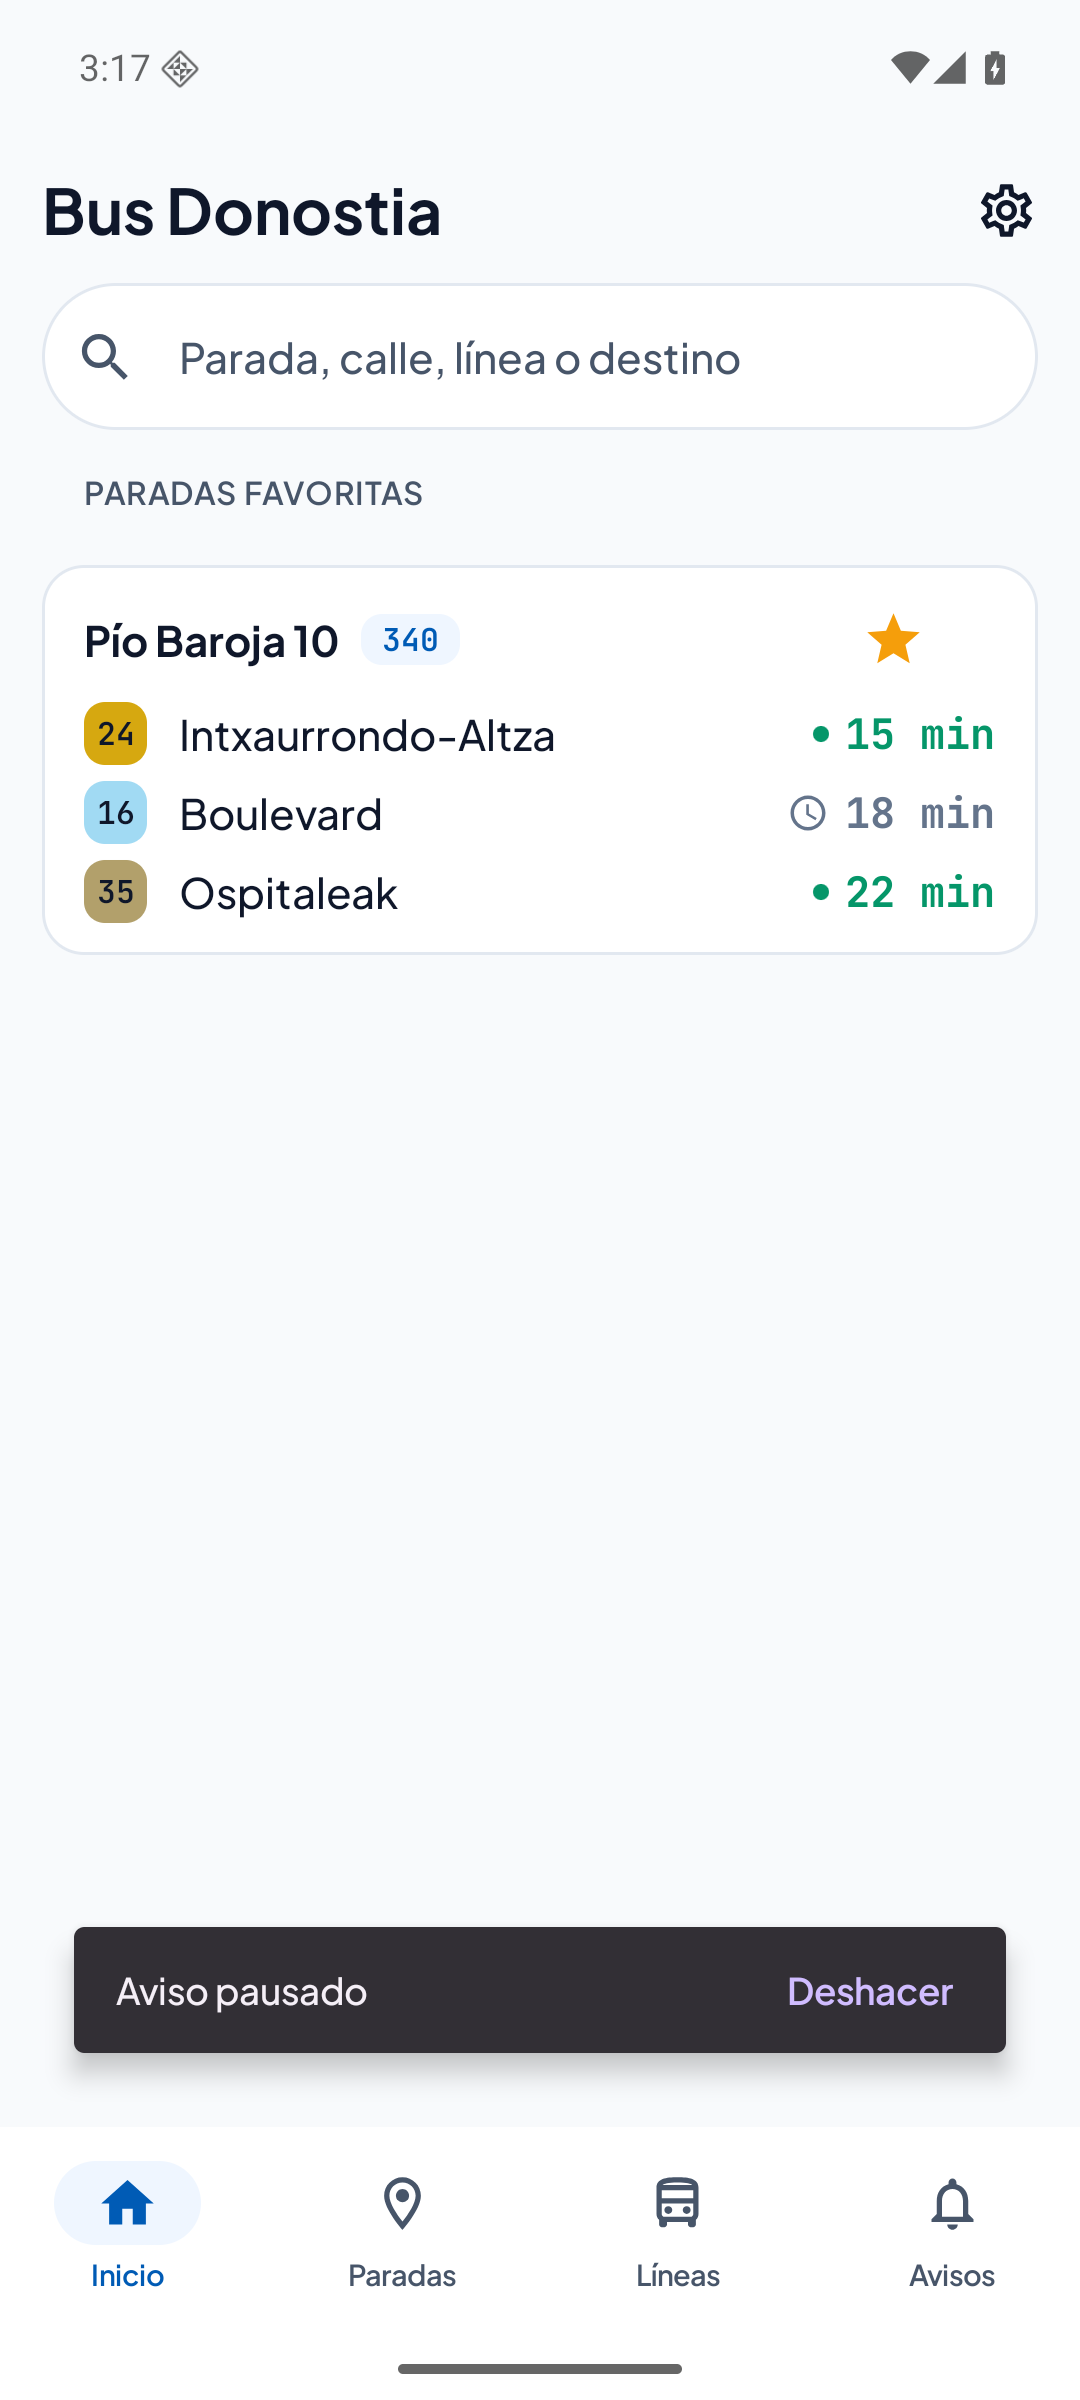 3:17
Bus Donostia
Parada, calle, línea o destino
PARADAS FAVORITAS
Pío Baroja 10 340
24 Intxaurrondo-Altza 15 min
16 Boulevard 18 min
35 Ospitaleak 22 min
Aviso pausado Deshacer
Inicio Paradas Líneas Avisos